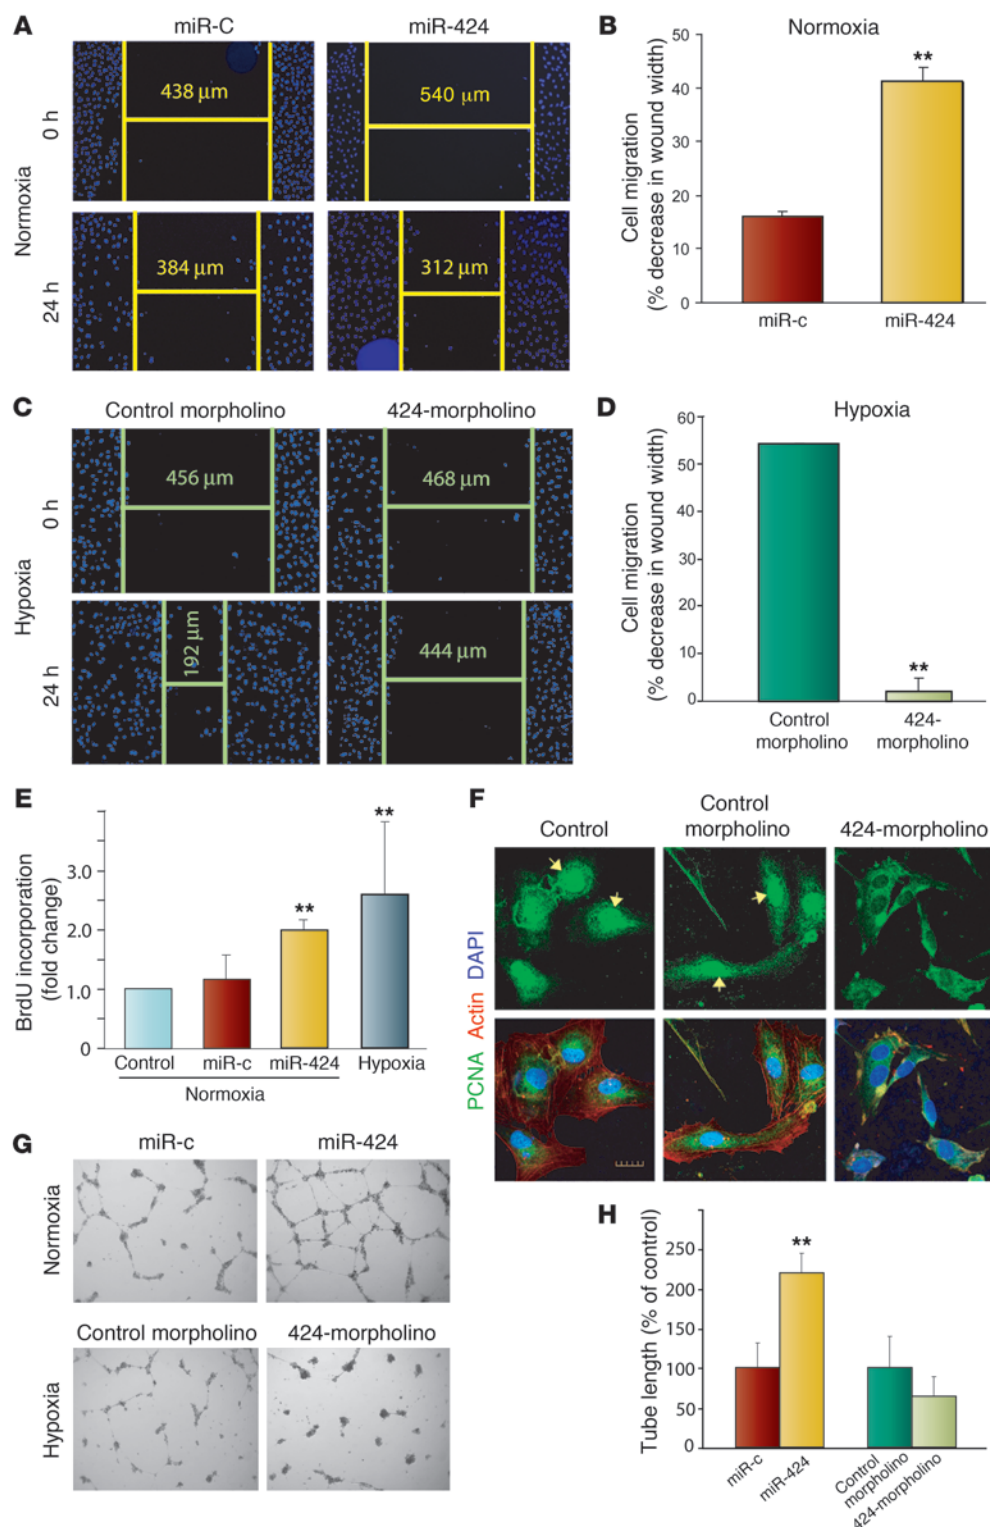 A
miR-C
miR-424
Normoxia
0 h
438 µm
540 µm
24 h
384 µm
312 µm
B
Normoxia
Cell migration
(% decrease in wound width)
50
40
30
20
10
0
**
miR-c
miR-424
C
Control morpholino
424-morpholino
Hypoxia
0 h
456 µm
468 µm
24 h
192 µm
444 µm
D
Hypoxia
Cell migration
(% decrease in wound width)
60
50
40
30
20
10
0
**
Control
morpholino
424-
morpholino
E
BrdU incorporation
(fold change)
3.0
2.0
1.0
0
**
**
Control
miR-c
miR-424
Hypoxia
Normoxia
F
Control
Control
morpholino
424-morpholino
PCNA Actin DAPI
G
miR-c
miR-424
Normoxia
Control morpholino
424-morpholino
Hypoxia
H
Tube length (% of control)
250
200
150
100
50
0
**
miR-c
miR-424
Control
morpholino
424-morpholino